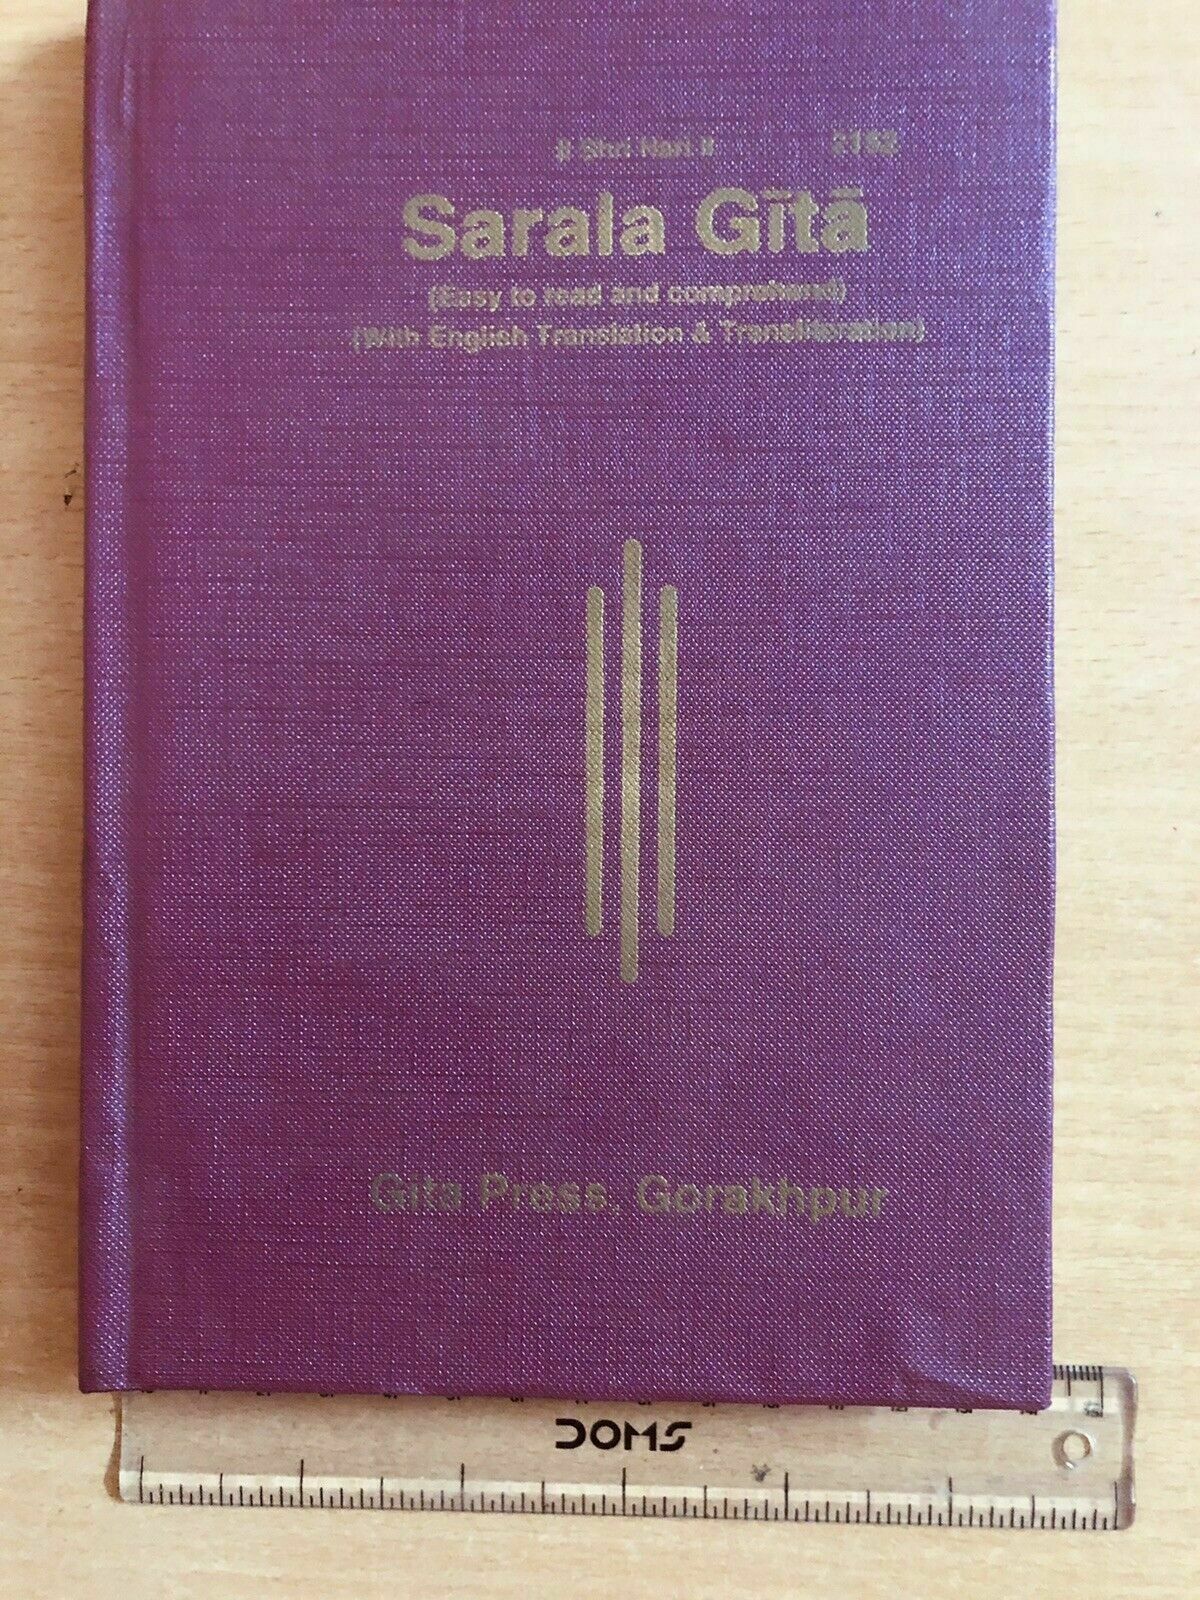 ॥ Shri Hari ॥ 2152
Sarala Gītā
(Easy to read and comprehend)
(With English Translation & Transliteration)
Gita Press, Gorakhpur
DOMS